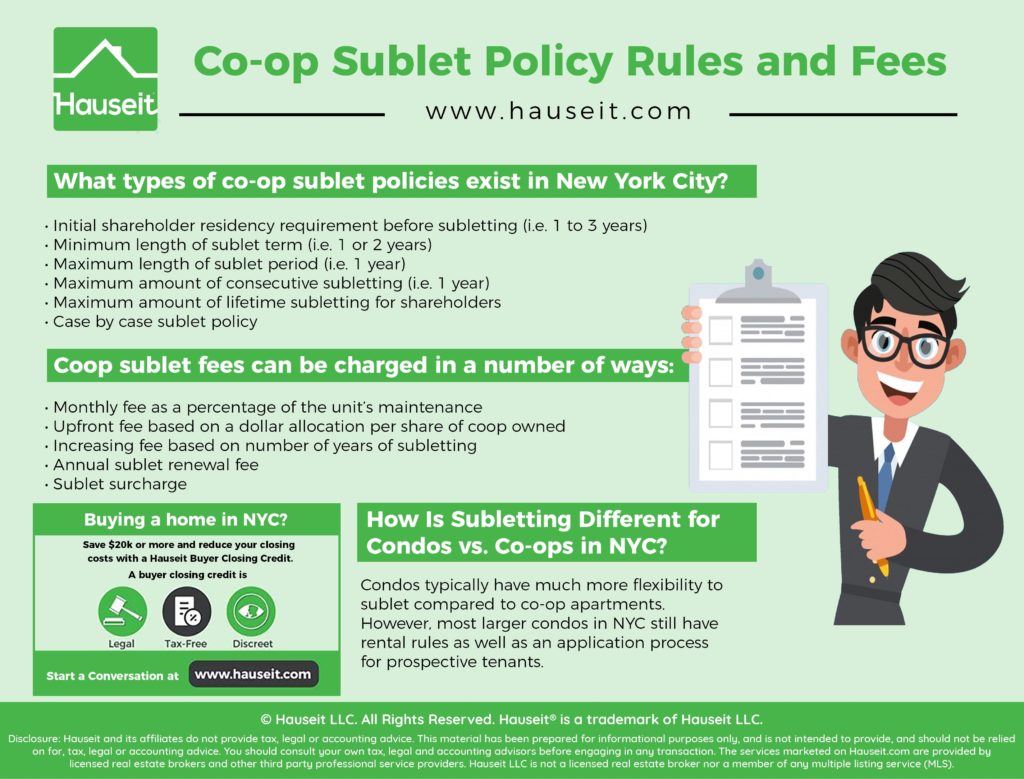 Hauseit
Co-op Sublet Policy Rules and Fees
www.hauseit.com
What types of co-op sublet policies exist in New York City?
· Initial shareholder residency requirement before subletting (i.e. 1 to 3 years)
· Minimum length of sublet term (i.e. 1 or 2 years)
· Maximum length of sublet period (i.e. 1 year)
· Maximum amount of consecutive subletting (i.e. 1 year)
· Maximum amount of lifetime subletting for shareholders
· Case by case sublet policy
Coop sublet fees can be charged in a number of ways:
· Monthly fee as a percentage of the unit's maintenance
· Upfront fee based on a dollar allocation per share of coop owned
· Increasing fee based on number of years of subletting
· Annual sublet renewal fee
· Sublet surcharge
Buying a home in NYC?
Save $20k or more and reduce your closing
costs with a Hauseit Buyer Closing Credit.
A buyer closing credit is
Legal Tax-Free Discreet
Start a Conversation at www.hauseit.com
How Is Subletting Different for
Condos vs. Co-ops in NYC?
Condos typically have much more flexibility to
sublet compared to co-op apartments.
However, most larger condos in NYC still have
rental rules as well as an application process
for prospective tenants.
© Hauseit LLC. All Rights Reserved. Hauseit® is a trademark of Hauseit LLC.
Disclosure: Hauseit and its affiliates do not provide tax, legal or accounting advice. This material has been prepared for informational purposes only, and is not intended to provide, and should not be relied
on for, tax, legal or accounting advice. You should consult your own tax, legal and accounting advisors before engaging in any transaction. The services marketed on Hauseit.com are provided by
licensed real estate brokers and other third party professional service providers. Hauseit LLC is not a licensed real estate broker nor a member of any multiple listing service (MLS).